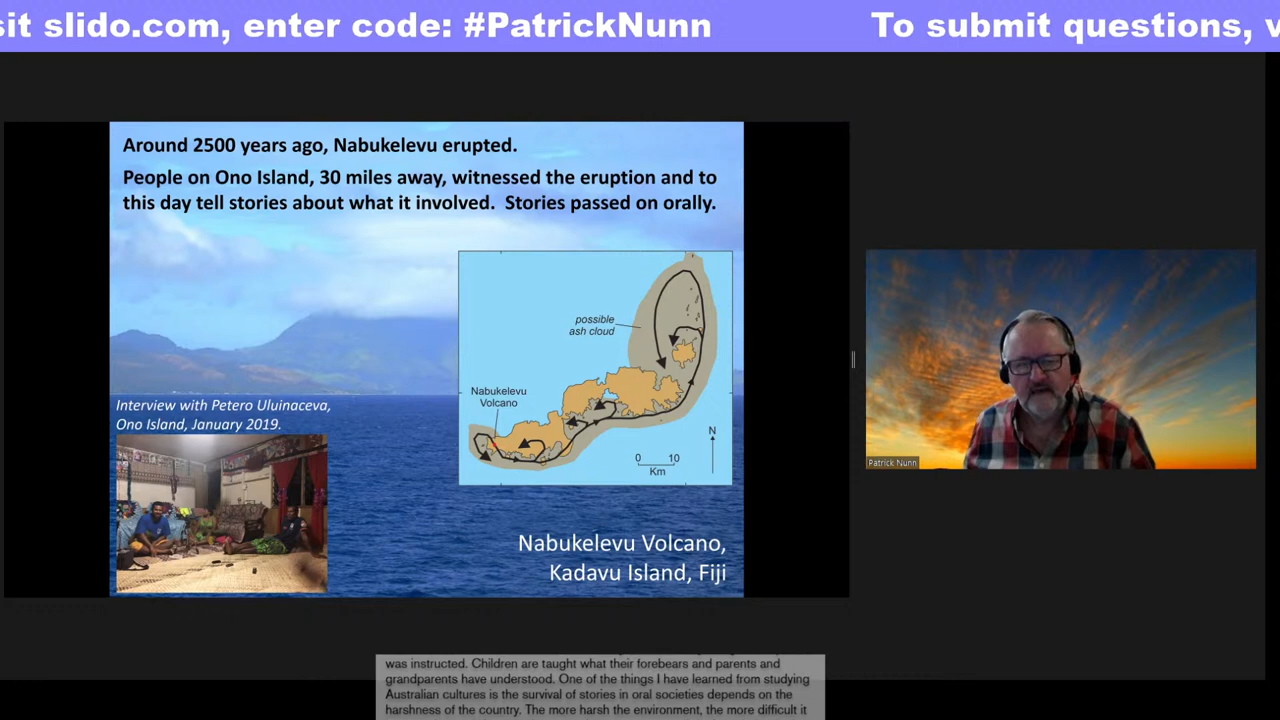 sit slido.com, enter code: #PatrickNunn To submit questions, v
Around 2500 years ago, Nabukelevu erupted.
People on Ono Island, 30 miles away, witnessed the eruption and to
this day tell stories about what it involved. Stories passed on orally.
possible
ash cloud
Nabukelevu
Volcano
N
0 10
Km
Interview with Petero Uluinaceva,
Ono Island, January 2019.
Nabukelevu Volcano,
Kadavu Island, Fiji
Patrick Nunn
was instructed. Children are taught what their forebears and parents and
grandparents have understood. One of the things I have learned from studying
Australian cultures is the survival of stories in oral societies depends on the
harshness of the country. The more harsh the environment, the more difficult it